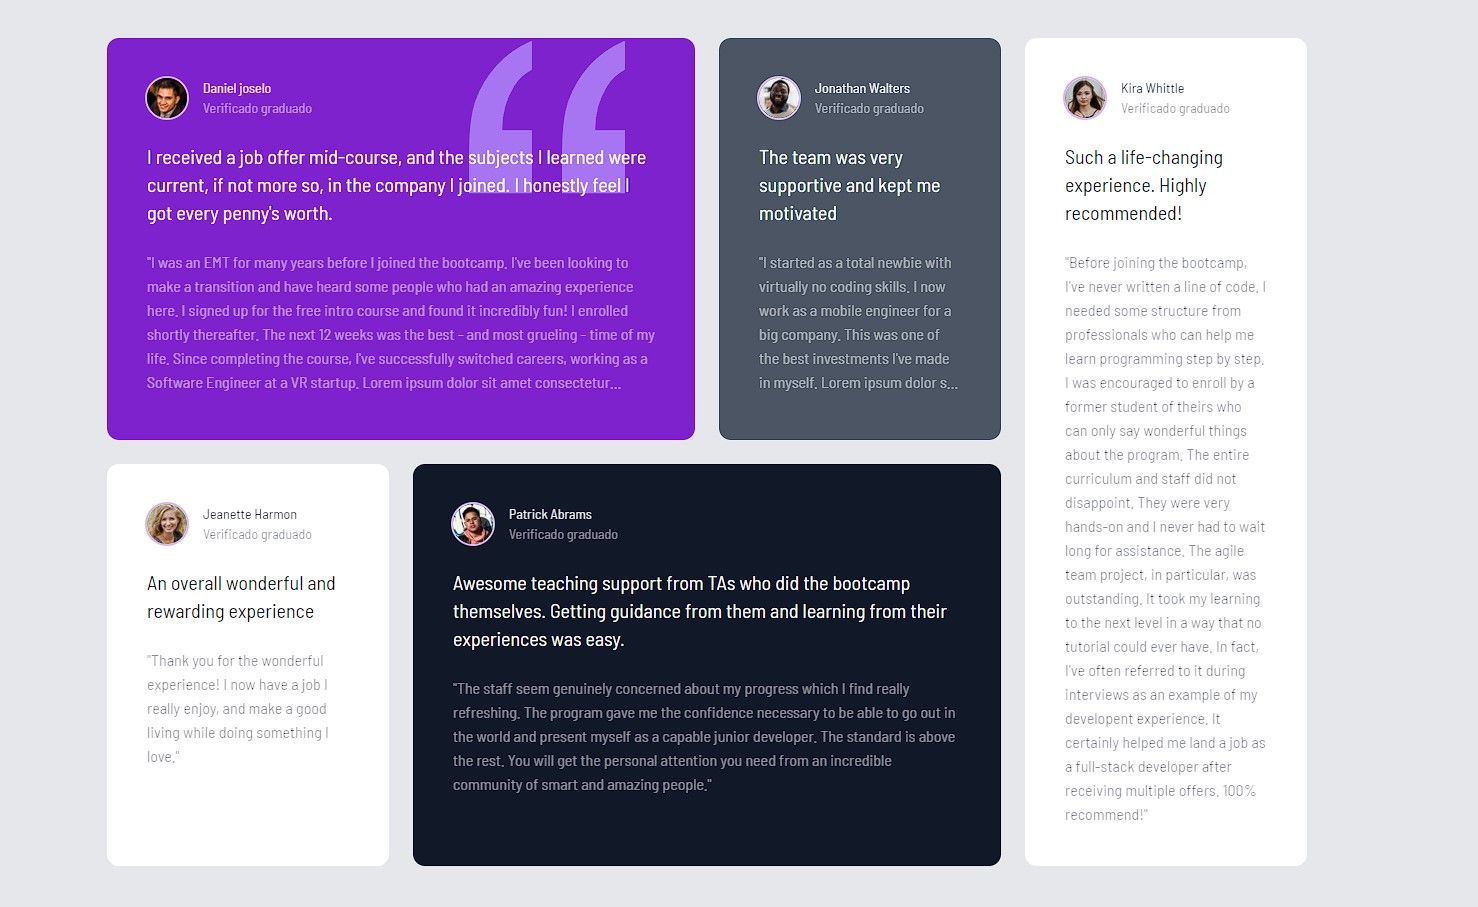 Daniel joselo
Verificado graduado
I received a job offer mid-course, and the subjects I learned were
current, if not more so, in the company I joined. I honestly feel I
got every penny's worth.
"I was an EMT for many years before I joined the bootcamp. I've been looking to
make a transition and have heard some people who had an amazing experience
here. I signed up for the free intro course and found it incredibly fun! I enrolled
shortly thereafter. The next 12 weeks was the best - and most grueling - time of my
life. Since completing the course, I've successfully switched careers, working as a
Software Engineer at a VR startup. Lorem ipsum dolor sit amet consectetur...
Jonathan Walters
Verificado graduado
The team was very
supportive and kept me
motivated
"I started as a total newbie with
virtually no coding skills. I now
work as a mobile engineer for a
big company. This was one of
the best investments I've made
in myself. Lorem ipsum dolor s...
Kira Whittle
Verificado graduado
Such a life-changing
experience. Highly
recommended!
"Before joining the bootcamp,
I've never written a line of code. I
needed some structure from
professionals who can help me
learn programming step by step.
I was encouraged to enroll by a
former student of theirs who
can only say wonderful things
about the program. The entire
curriculum and staff did not
disappoint. They were very
hands-on and I never had to wait
long for assistance. The agile
team project, in particular, was
outstanding. It took my learning
to the next level in a way that no
tutorial could ever have. In fact,
I've often referred to it during
interviews as an example of my
developent experience. It
certainly helped me land a job as
a full-stack developer after
receiving multiple offers. 100%
recommend!"
Jeanette Harmon
Verificado graduado
An overall wonderful and
rewarding experience
"Thank you for the wonderful
experience! I now have a job I
really enjoy, and make a good
living while doing something I
love."
Patrick Abrams
Verificado graduado
Awesome teaching support from TAs who did the bootcamp
themselves. Getting guidance from them and learning from their
experiences was easy.
"The staff seem genuinely concerned about my progress which I find really
refreshing. The program gave me the confidence necessary to be able to go out in
the world and present myself as a capable junior developer. The standard is above
the rest. You will get the personal attention you need from an incredible
community of smart and amazing people."